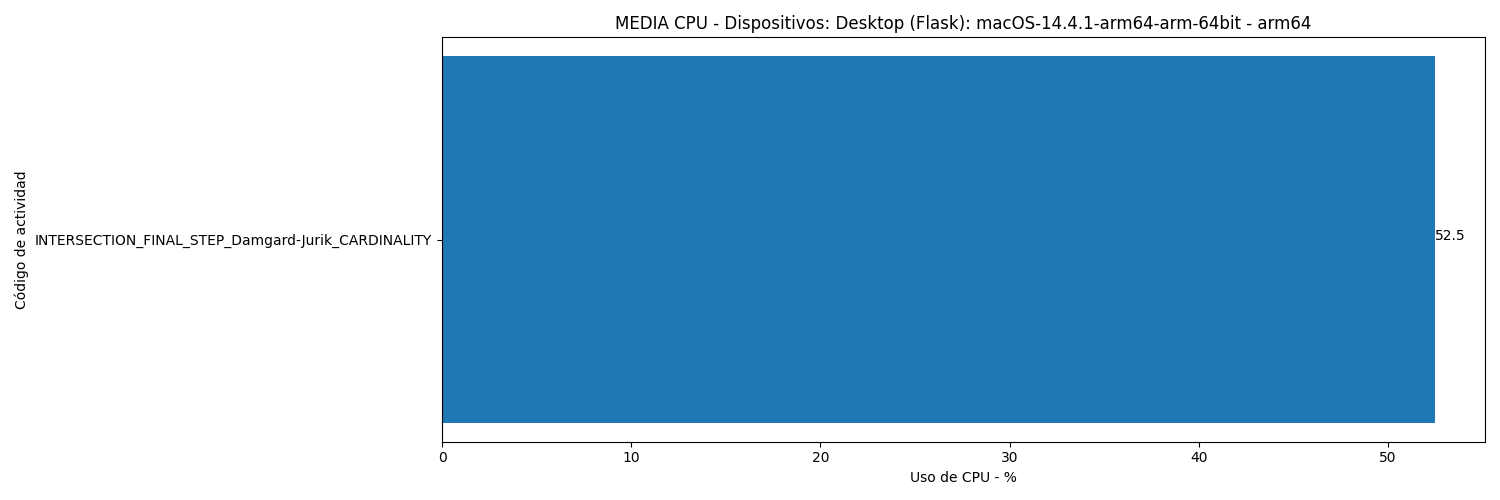 MEDIA CPU - Dispositivos: Desktop (Flask): macOS-14.4.1-arm64-arm-64bit - arm64
Código de actividad
INTERSECTION_FINAL_STEP_Damgard-Jurik_CARDINALITY
52.5
0 10 20 30 40 50
Uso de CPU - %